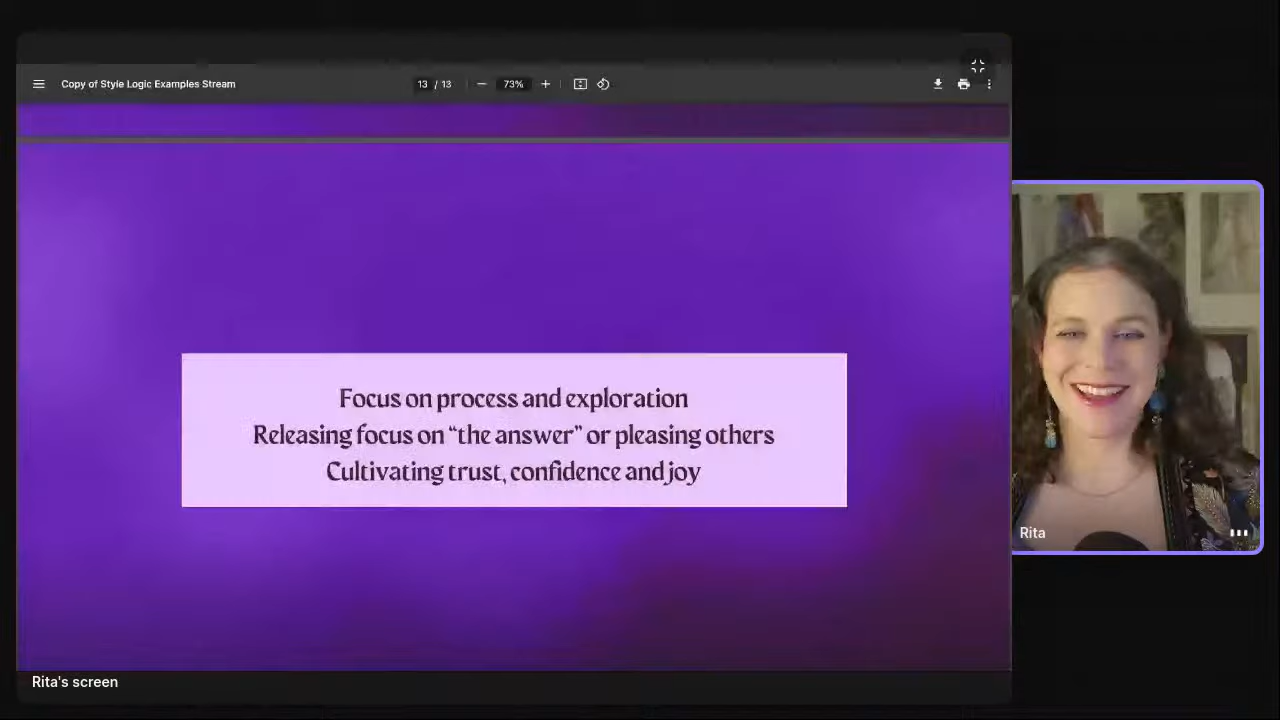 Copy of Style Logic Examples Stream
13 / 13
73%
Focus on process and exploration
Releasing focus on “the answer” or pleasing others
Cultivating trust, confidence and joy
Rita
Rita's screen